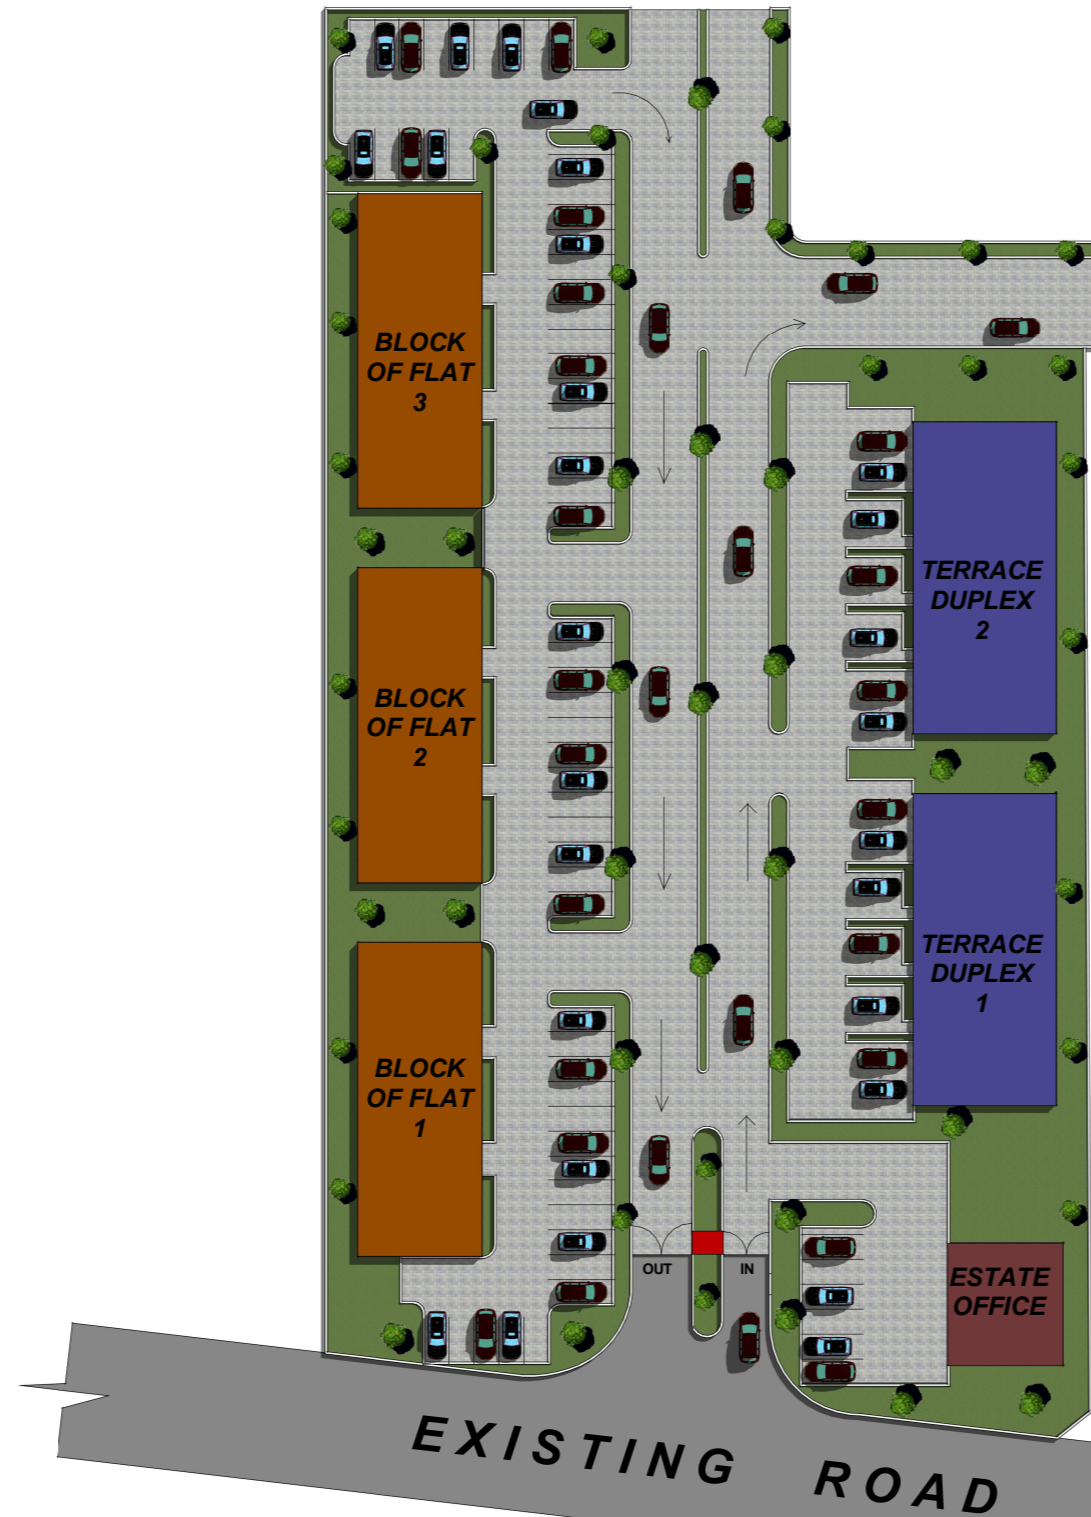 BLOCK
OF FLAT
3
TERRACE
DUPLEX
2
BLOCK
OF FLAT
2
TERRACE
DUPLEX
1
BLOCK
OF FLAT
1
OUT
IN
ESTATE
OFFICE
EXISTING ROAD